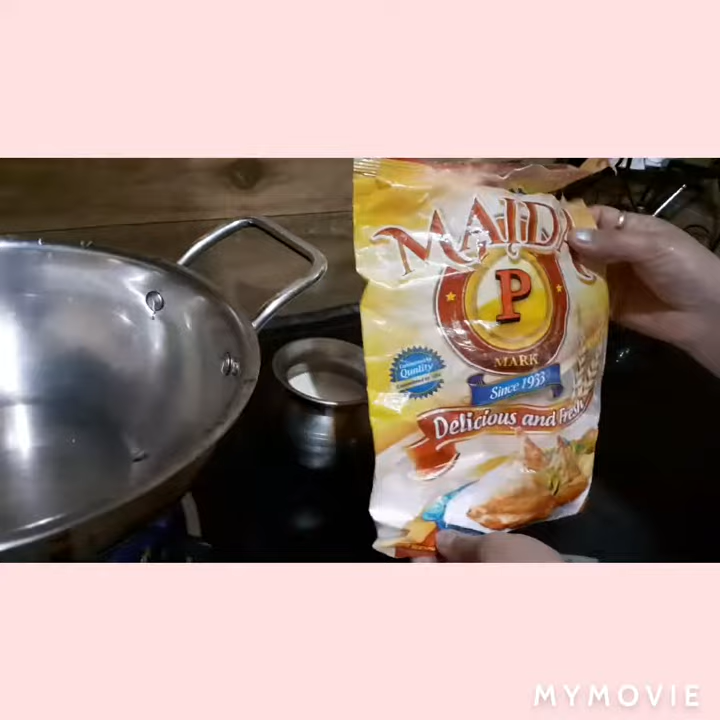 MAIDA
P
MARK
Quality
Since 1933
Delicious and Fresh
MYMOVIE